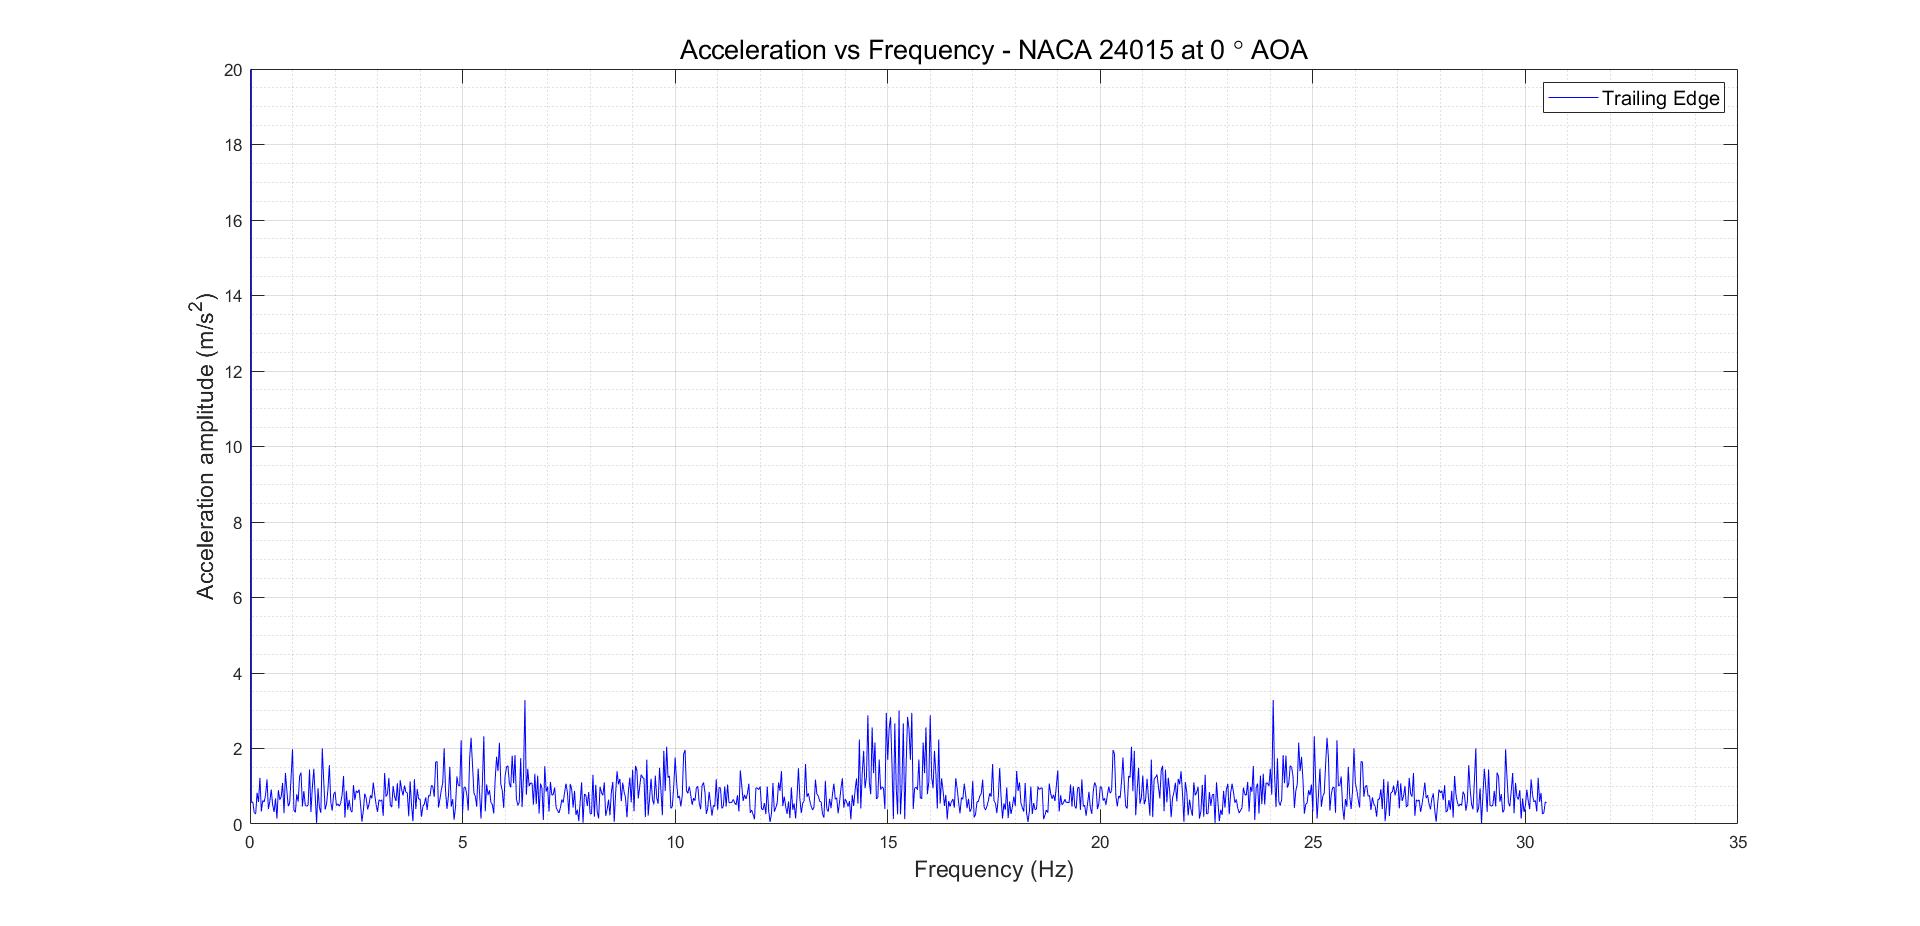 Acceleration vs Frequency - NACA 24015 at 0 ° AOA
Trailing Edge
Acceleration amplitude (m/s²)
20
18
16
14
12
10
8
6
4
2
0
0 5 10 15 20 25 30 35
Frequency (Hz)